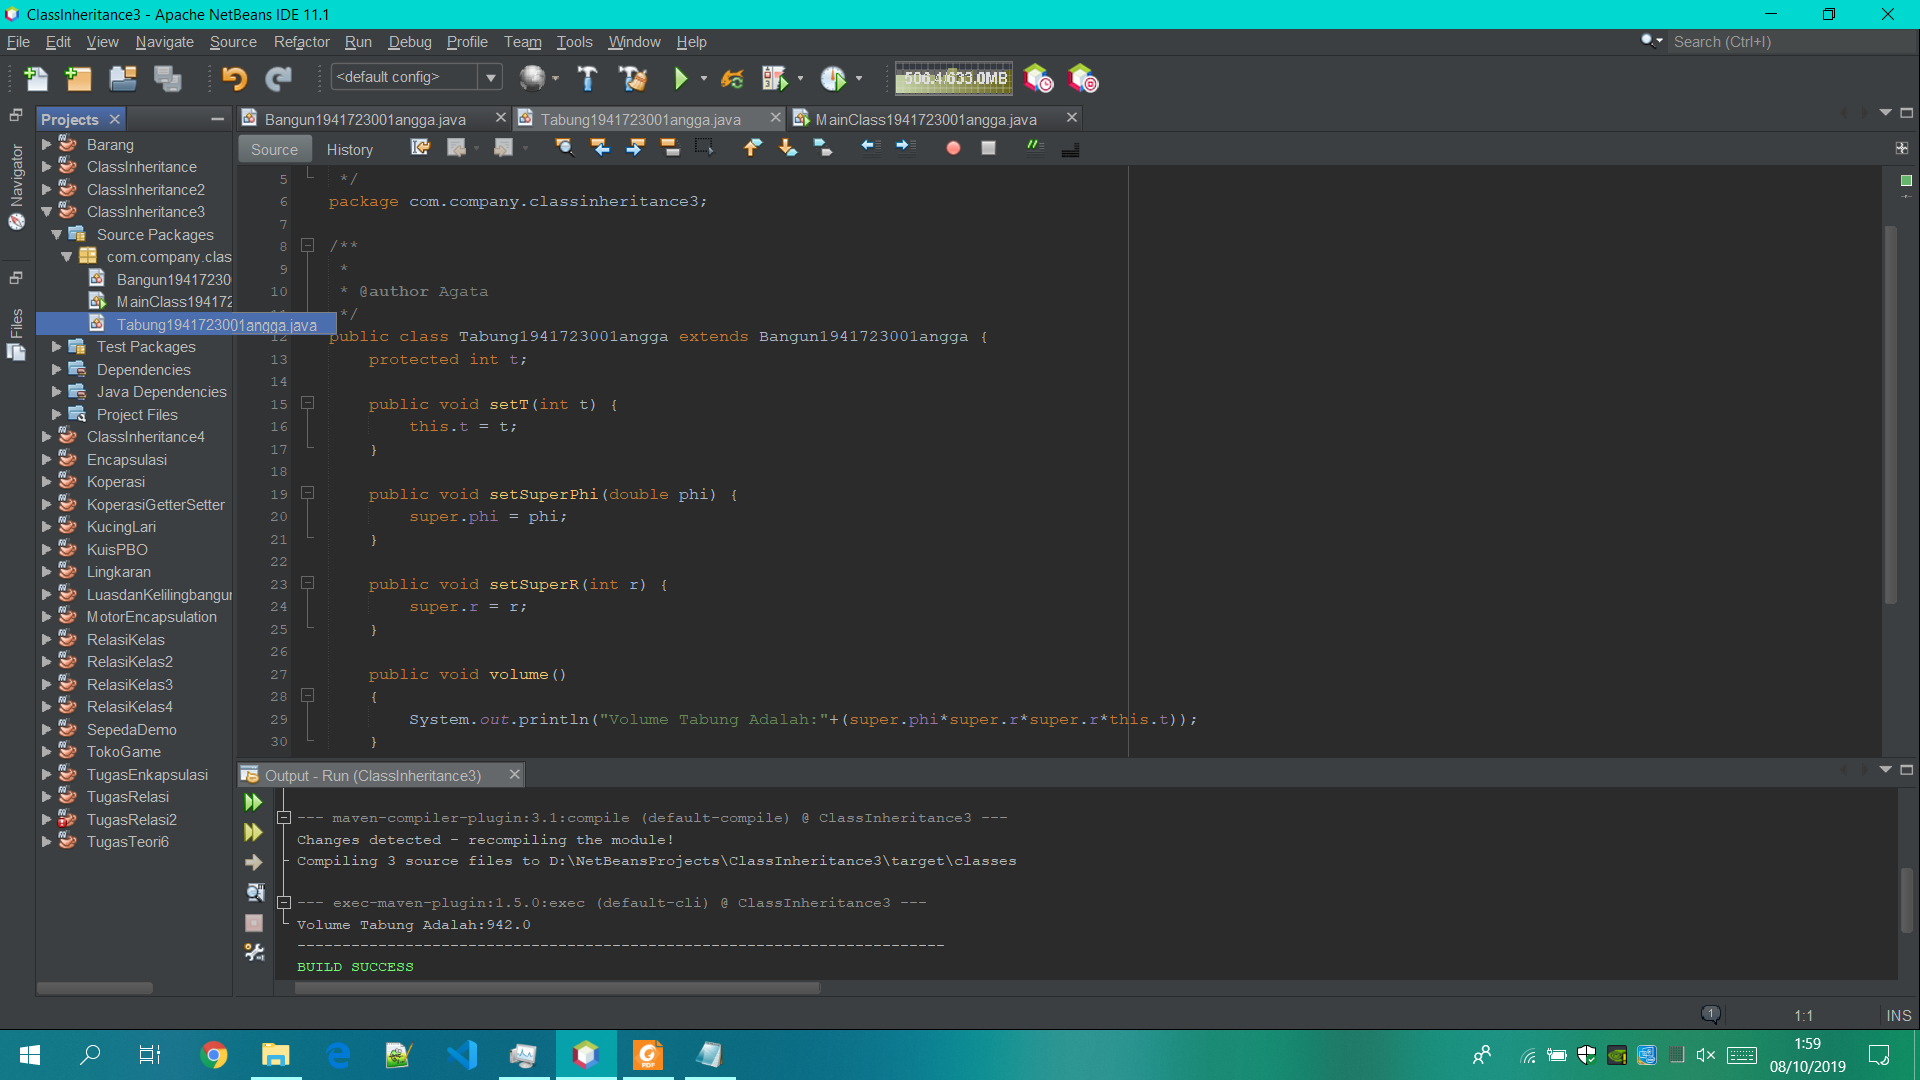 ClassInheritance3 - Apache NetBeans IDE 11.1
File Edit View Navigate Source Refactor Run Debug Profile Team Tools Window Help
Search (Ctrl+I)
<default config>
506.4/633.0MB
Projects
Bangun1941723001angga.java
Tabung1941723001angga.java
MainClass1941723001angga.java
Navigator
Files
Barang
ClassInheritance
ClassInheritance2
ClassInheritance3
Source Packages
com.company.clas
Bangun19417230
MainClass194172
Tabung1941723001angga.java
Test Packages
Dependencies
Java Dependencies
Project Files
ClassInheritance4
Encapsulasi
Koperasi
KoperasiGetterSetter
KucingLari
KuisPBO
Lingkaran
LuasdanKelilingbangun
MotorEncapsulation
RelasiKelas
RelasiKelas2
RelasiKelas3
RelasiKelas4
SepedaDemo
TokoGame
TugasEnkapsulasi
TugasRelasi
TugasRelasi2
TugasTeori6
Source History
5 */
6 package com.company.classinheritance3;
7
8 /**
9 *
10 * @author Agata
*/
12 public class Tabung1941723001angga extends Bangun1941723001angga {
13 protected int t;
14
15 public void setT(int t) {
16 this.t = t;
17 }
18
19 public void setSuperPhi(double phi) {
20 super.phi = phi;
21 }
22
23 public void setSuperR(int r) {
24 super.r = r;
25 }
26
27 public void volume()
28 {
29 System.out.println("Volume Tabung Adalah:"+(super.phi*super.r*super.r*this.t));
30 }
Output - Run (ClassInheritance3)
--- maven-compiler-plugin:3.1:compile (default-compile) @ ClassInheritance3 ---
Changes detected - recompiling the module!
Compiling 3 source files to D:\NetBeansProjects\ClassInheritance3\target\classes
--- exec-maven-plugin:1.5.0:exec (default-cli) @ ClassInheritance3 ---
Volume Tabung Adalah:942.0
------------------------------------------------------------------------
BUILD SUCCESS
1
1:1
INS
PDF
1:59
08/10/2019